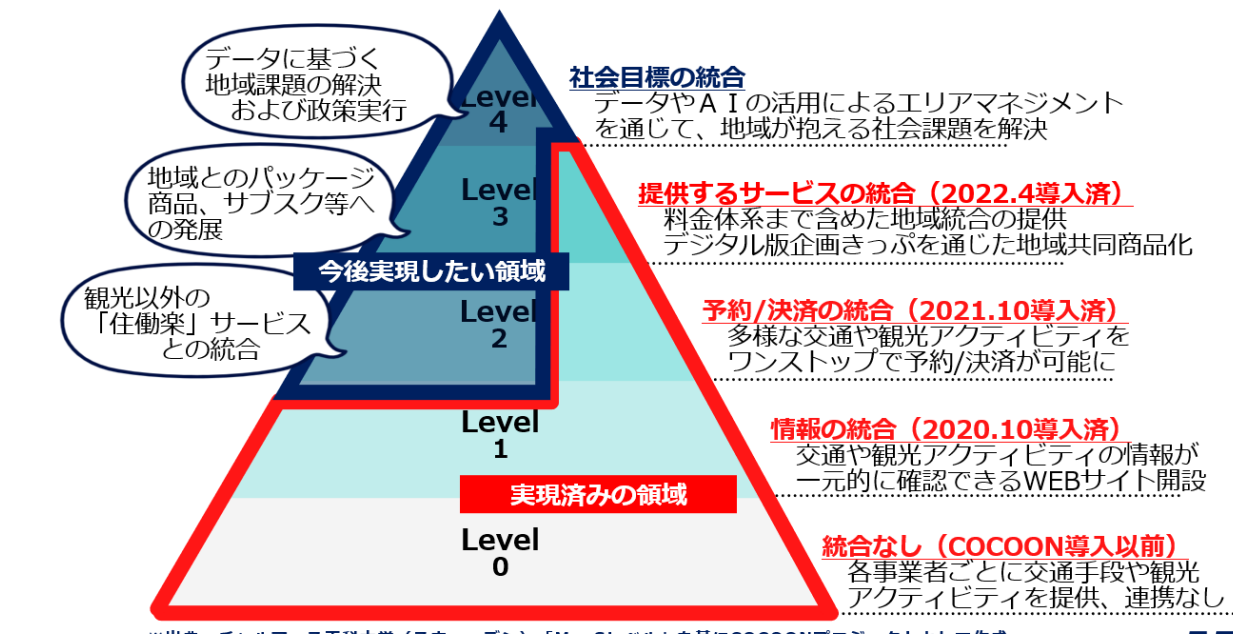 データに基づく
地域課題の解決
および政策実行
Level
4
社会目標の統合
データやＡＩの活用によるエリアマネジメント
を通じて、地域が抱える社会課題を解決
地域とのパッケージ
商品、サブスク等へ
の発展
Level
3
提供するサービスの統合（2022.4導入済）
料金体系まで含めた地域統合の提供
デジタル版企画きっぷを通じた地域共同商品化
今後実現したい領域
観光以外の
「住働楽」サービス
との統合
Level
2
予約/決済の統合（2021.10導入済）
多様な交通や観光アクティビティを
ワンストップで予約/決済が可能に
Level
1
情報の統合（2020.10導入済）
交通や観光アクティビティの情報が
一元的に確認できるWEBサイト開設
実現済みの領域
Level
0
統合なし（COCOON導入以前）
各事業者ごとに交通手段や観光
アクティビティを提供、連携なし